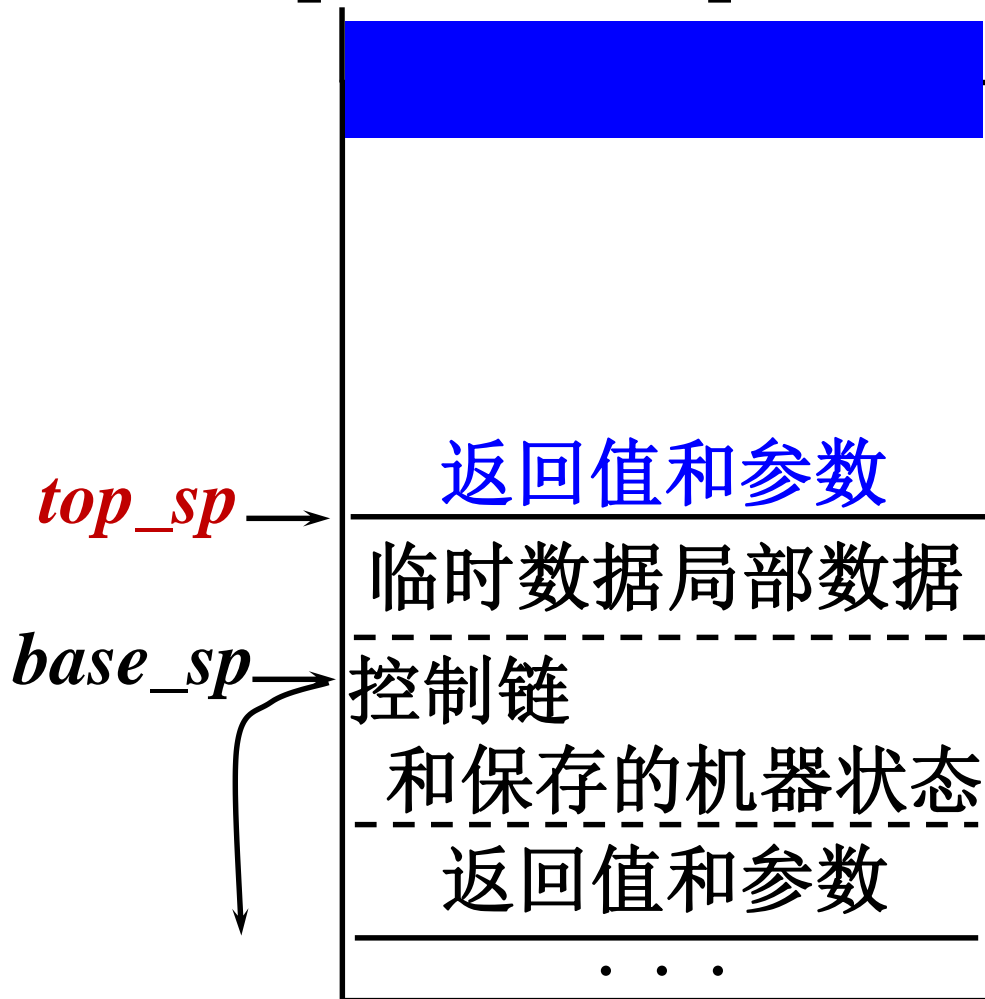 返回值和参数
top_sp
临时数据局部数据
base_sp
控制链
和保存的机器状态
返回值和参数
. . .